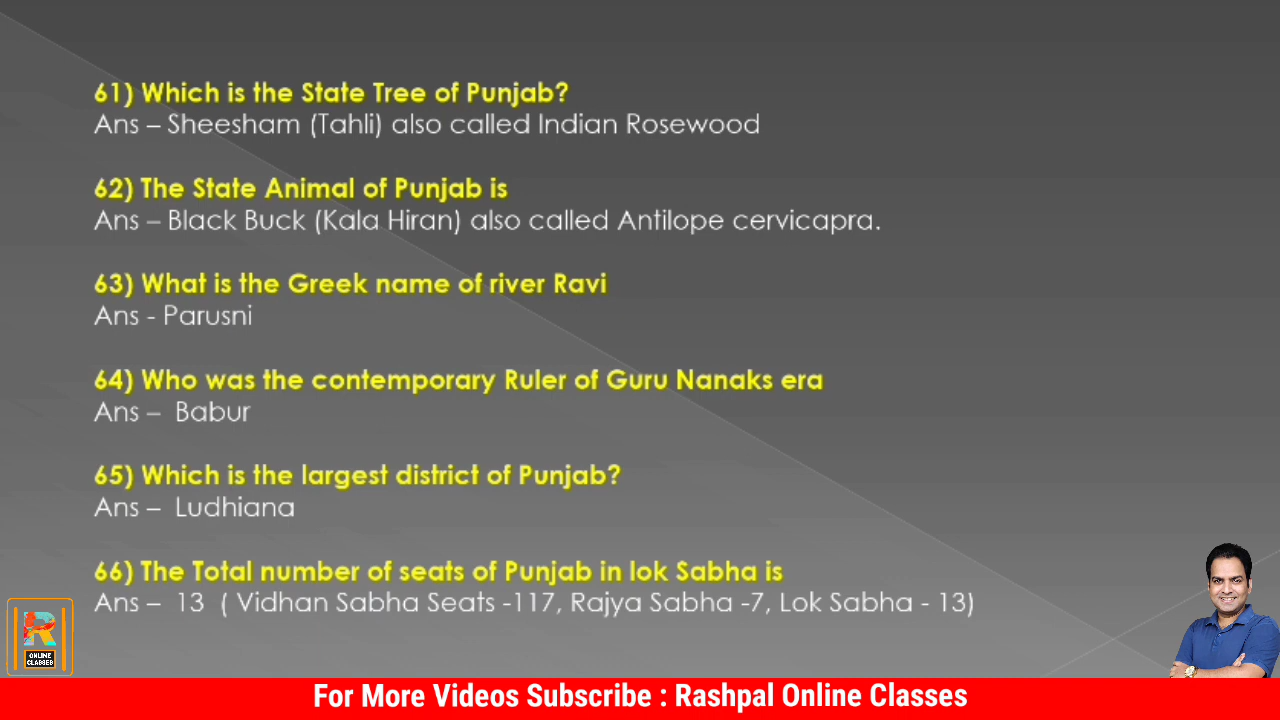 61) Which is the State Tree of Punjab?
Ans – Sheesham (Tahli) also called Indian Rosewood
62) The State Animal of Punjab is
Ans – Black Buck (Kala Hiran) also called Antilope cervicapra.
63) What is the Greek name of river Ravi
Ans - Parusni
64) Who was the contemporary Ruler of Guru Nanaks era
Ans – Babur
65) Which is the largest district of Punjab?
Ans – Ludhiana
66) The Total number of seats of Punjab in lok Sabha is
Ans – 13 ( Vidhan Sabha Seats -117, Rajya Sabha -7, Lok Sabha - 13)
R
ONLINE
CLASSES
For More Videos Subscribe : Rashpal Online Classes